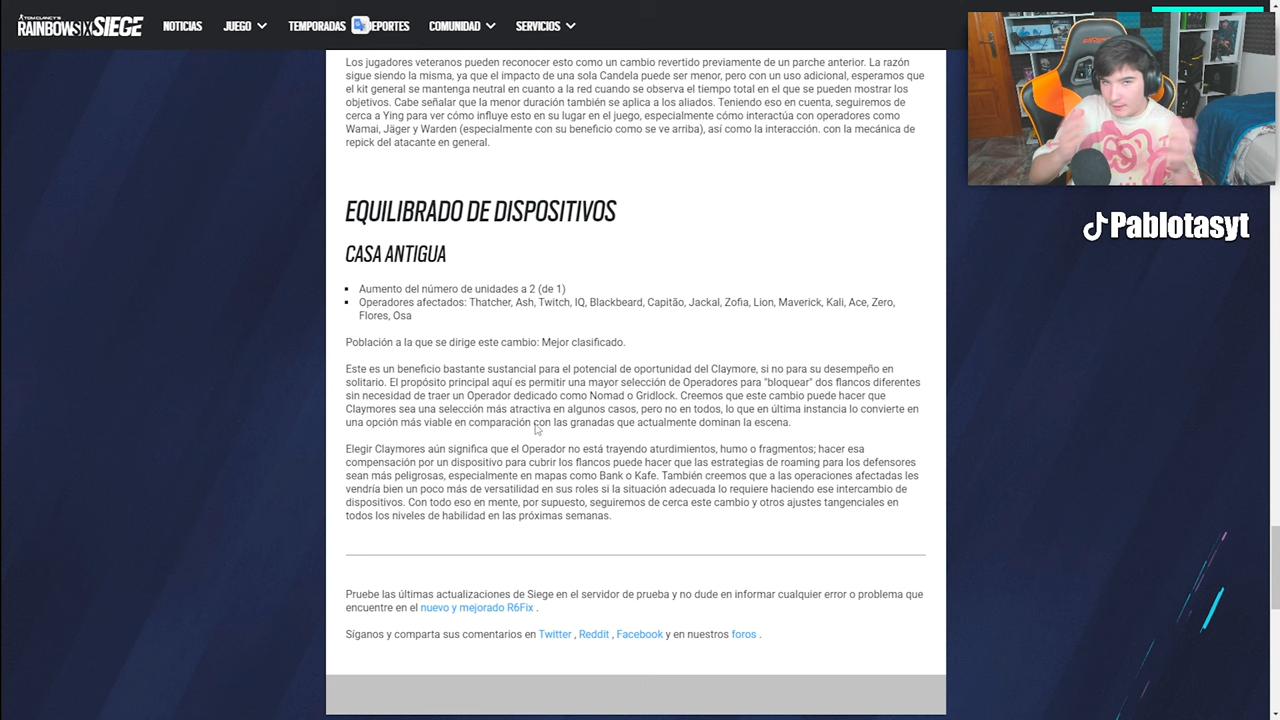 TOM CLANCY'S
RAINBOWSIX SIEGE
NOTICIAS JUEGO TEMPORADAS DEPORTES COMUNIDAD SERVICIOS
Los jugadores veteranos pueden reconocer esto como un cambio revertido previamente de un parche anterior. La razón
sigue siendo la misma, ya que el impacto de una sola Candela puede ser menor, pero con un uso adicional, esperamos que
el kit general se mantenga neutral en cuanto a la red cuando se observa el tiempo total en el que se pueden mostrar los
objetivos. Cabe señalar que la menor duración también se aplica a los aliados. Teniendo eso en cuenta, seguiremos de
cerca a Ying para ver cómo influye esto en su lugar en el juego, especialmente cómo interactúa con operadores como
Wamai, Jäger y Warden (especialmente con su beneficio como se ve arriba), así como la interacción. con la mecánica de
repick del atacante en general.
EQUILIBRADO DE DISPOSITIVOS
CASA ANTIGUA
Aumento del número de unidades a 2 (de 1)
Operadores afectados: Thatcher, Ash, Twitch, IQ, Blackbeard, Capitão, Jackal, Zofia, Lion, Maverick, Kali, Ace, Zero,
Flores, Osa
Población a la que se dirige este cambio: Mejor clasificado.
Este es un beneficio bastante sustancial para el potencial de oportunidad del Claymore, si no para su desempeño en
solitario. El propósito principal aquí es permitir una mayor selección de Operadores para "bloquear" dos flancos diferentes
sin necesidad de traer un Operador dedicado como Nomad o Gridlock. Creemos que este cambio puede hacer que
Claymores sea una selección más atractiva en algunos casos, pero no en todos, lo que en última instancia lo convierte en
una opción más viable en comparación con las granadas que actualmente dominan la escena.
Elegir Claymores aún significa que el Operador no está trayendo aturdimientos, humo o fragmentos; hacer esa
compensación por un dispositivo para cubrir los flancos puede hacer que las estrategias de roaming para los defensores
sean más peligrosas, especialmente en mapas como Bank o Kafe. También creemos que a las operaciones afectadas les
vendría bien un poco más de versatilidad en sus roles si la situación adecuada lo requiere haciendo ese intercambio de
dispositivos. Con todo eso en mente, por supuesto, seguiremos de cerca este cambio y otros ajustes tangenciales en
todos los niveles de habilidad en las próximas semanas.
Pruebe las últimas actualizaciones de Siege en el servidor de prueba y no dude en informar cualquier error o problema que
encuentre en el nuevo y mejorado R6Fix .
Síganos y comparta sus comentarios en Twitter , Reddit , Facebook y en nuestros foros .
Pablotasyt